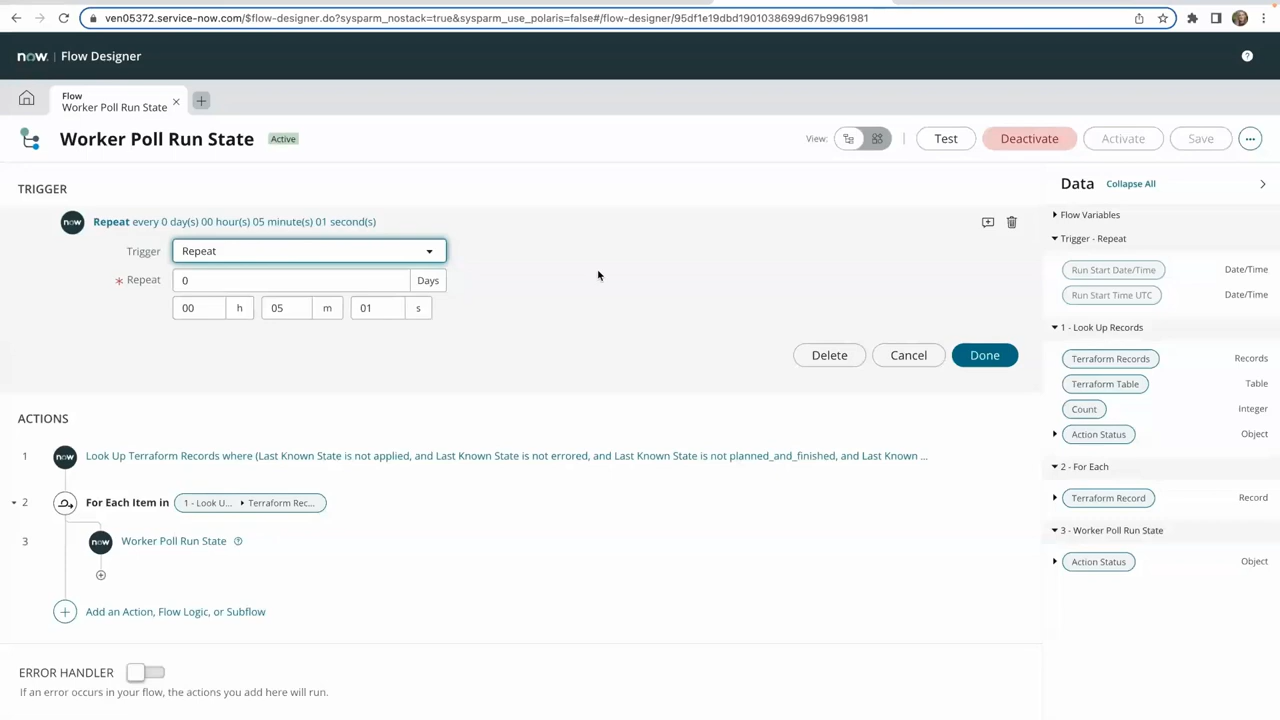 ven05372.service-now.com/$flow-designer.do?sysparm_nostack=true&sysparm_use_polaris=false#/flow-designer/95df1e19dbd1901038699d67b9961981
now. Flow Designer
Flow
Worker Poll Run State
Worker Poll Run State Active
View: Test Deactivate Activate Save
TRIGGER
now Repeat every 0 day(s) 00 hour(s) 05 minute(s) 01 second(s)
Trigger Repeat
* Repeat 0 Days
00 h 05 m 01 s
Delete Cancel Done
ACTIONS
1 now Look Up Terraform Records where (Last Known State is not applied, and Last Known State is not errored, and Last Known State is not planned_and_finished, and Last Known ...
2 For Each Item in 1 - Look U... Terraform Rec...
3 now Worker Poll Run State
Add an Action, Flow Logic, or Subflow
ERROR HANDLER
If an error occurs in your flow, the actions you add here will run.
Data Collapse All
Flow Variables
Trigger - Repeat
Run Start Date/Time Date/Time
Run Start Time UTC Date/Time
1 - Look Up Records
Terraform Records Records
Terraform Table Table
Count Integer
Action Status Object
2 - For Each
Terraform Record Record
3 - Worker Poll Run State
Action Status Object